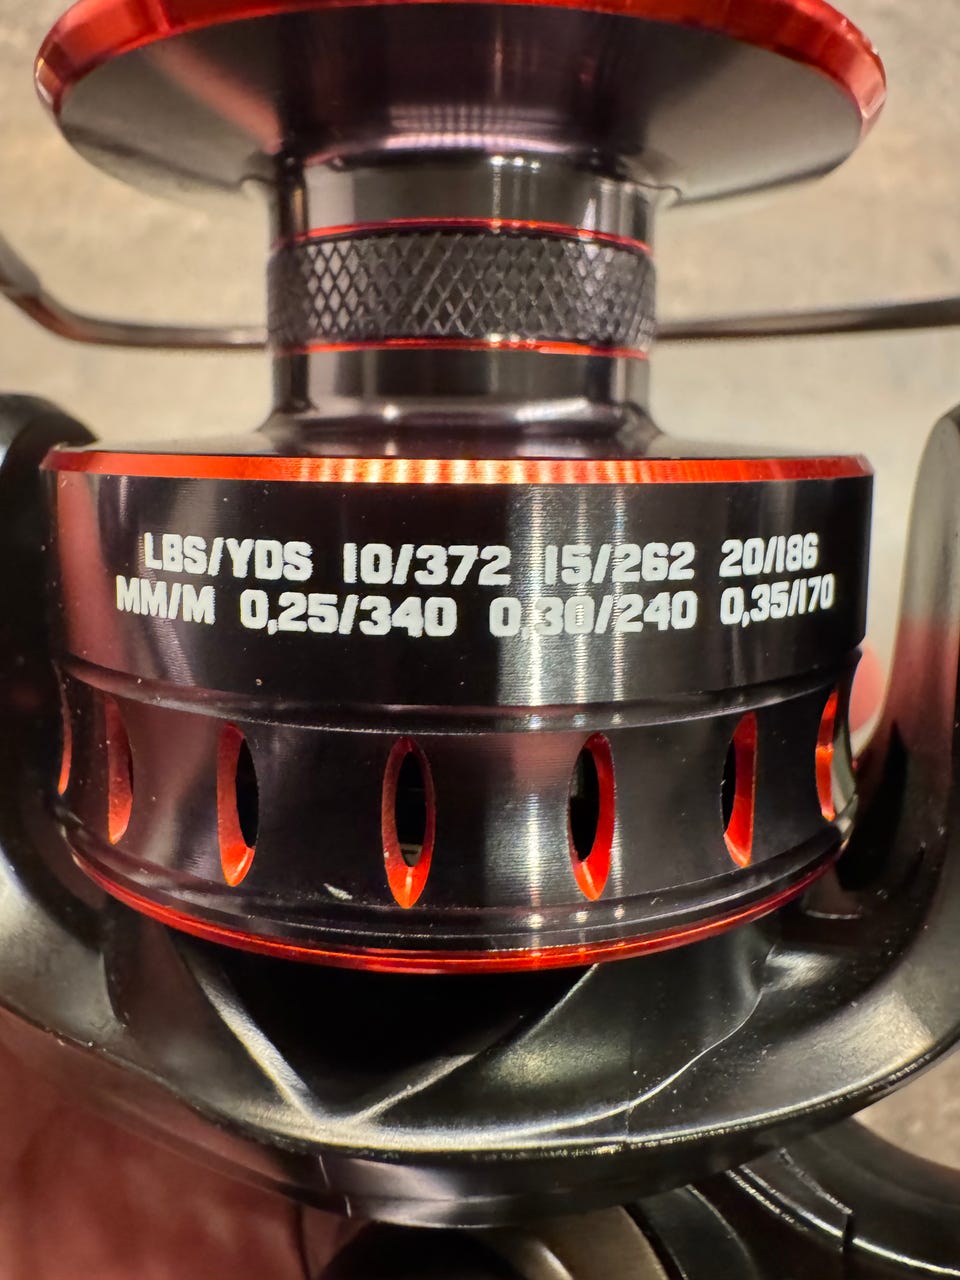 LBS/YDS 10/372 15/262 20/186
MM/M 0,25/340 0,30/240 0,35/170